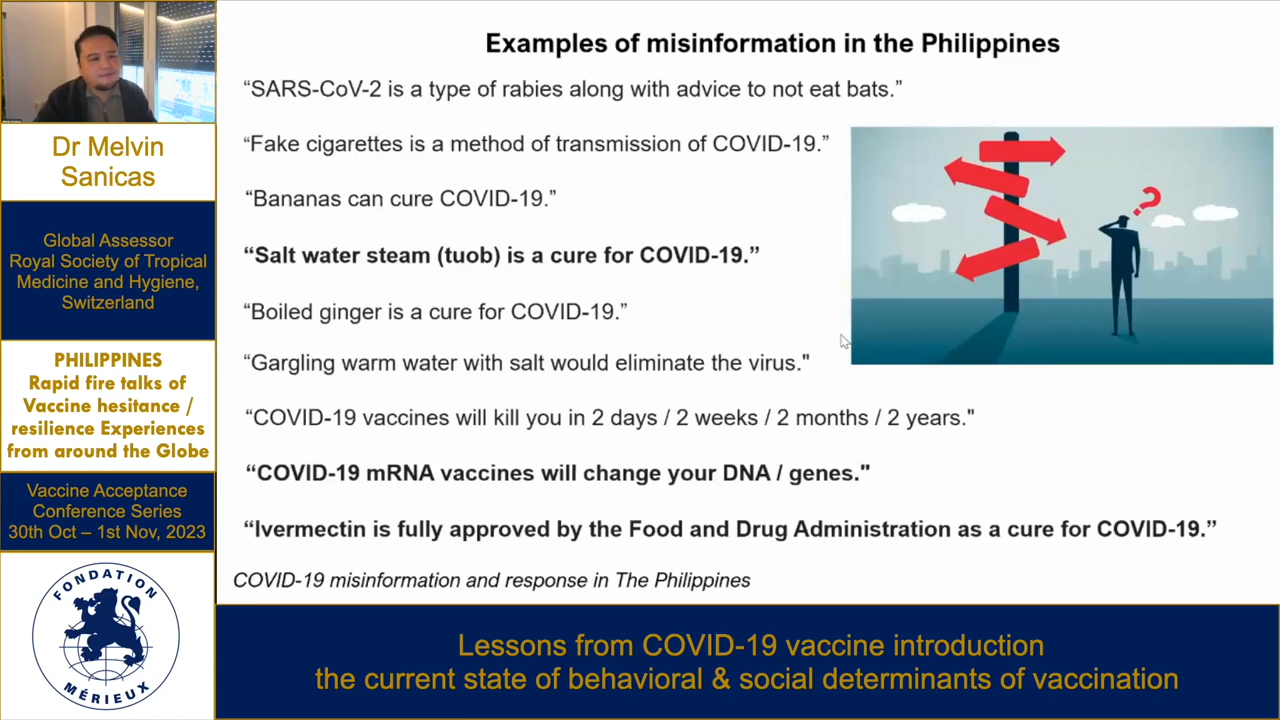 Examples of misinformation in the Philippines
“SARS-CoV-2 is a type of rabies along with advice to not eat bats.”
“Fake cigarettes is a method of transmission of COVID-19.”
“Bananas can cure COVID-19.”
“Salt water steam (tuob) is a cure for COVID-19.”
“Boiled ginger is a cure for COVID-19.”
“Gargling warm water with salt would eliminate the virus."
“COVID-19 vaccines will kill you in 2 days / 2 weeks / 2 months / 2 years."
“COVID-19 mRNA vaccines will change your DNA / genes."
“Ivermectin is fully approved by the Food and Drug Administration as a cure for COVID-19.”
COVID-19 misinformation and response in The Philippines
?
Dr Melvin
Sanicas
Global Assessor
Royal Society of Tropical
Medicine and Hygiene,
Switzerland
PHILIPPINES
Rapid fire talks of
Vaccine hesitance /
resilience Experiences
from around the Globe
Vaccine Acceptance
Conference Series
30th Oct – 1st Nov, 2023
FONDATION
MÉRIEUX
Lessons from COVID-19 vaccine introduction
the current state of behavioral & social determinants of vaccination